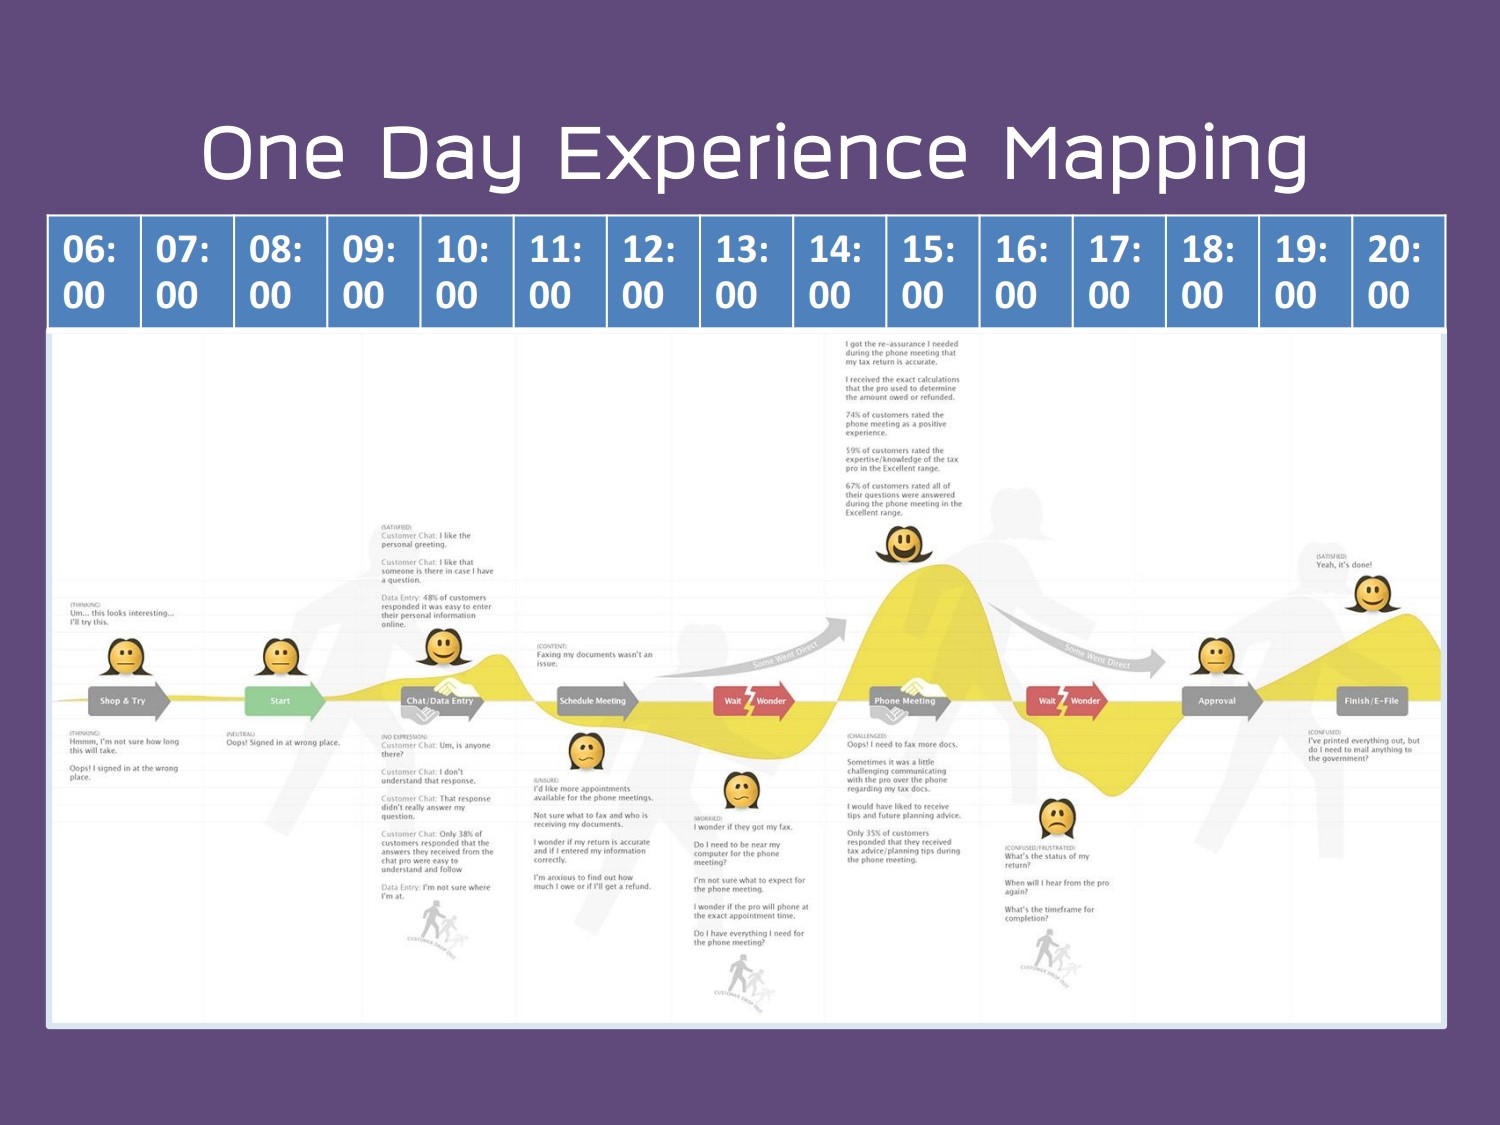 One Day Experience Mapping
06:
00
07:
00
08:
00
09:
00
10:
00
11:
00
12:
00
13:
00
14:
00
15:
00
16:
00
17:
00
18:
00
19:
00
20:
00
I got the re-assurance I needed
during the phone meeting that
my tax return is accurate.
I received the exact calculations
that the pro used to determine
the amount owed or refunded.
74% of customers rated the
phone meeting as a positive
experience.
59% of customers rated the
expertise/knowledge of the tax
pro in the Excellent range.
67% of customers rated all of
their questions were answered
during the phone meeting in the
Excellent range.
(SATISFIED)
Customer Chat: I like the
personal greeting.
Customer Chat: I like that
someone is there in case I have
a question.
Data Entry: 48% of customers
responded it was easy to enter
their personal information
online.
(SATISFIED)
Yeah, it's done!
(THINKING)
Um... this looks interesting...
I'll try this.
(CONTENT)
Faxing my documents wasn't an
issue.
Some Went Direct
Some Went Direct
Shop & Try
Start
Chat/Data Entry
Schedule Meeting
Wait Wonder
Phone Meeting
Wait Wonder
Approval
Finish/E-File
(THINKING)
Hmmm, I'm not sure how long
this will take.
Oops! I signed in at the wrong
place.
(NEUTRAL)
Oops! Signed in at wrong place.
(NO EXPRESSION)
Customer Chat: Um, is anyone
there?
Customer Chat: I don't
understand that response.
Customer Chat: That response
didn't really answer my
question.
Customer Chat: Only 38% of
customers responded that the
answers they received from the
chat pro were easy to
understand and follow
Data Entry: I'm not sure where
I'm at.
CUSTOMER DROP OUT
(UNSURE)
I'd like more appointments
available for the phone meetings.
Not sure what to fax and who is
receiving my documents.
I wonder if my return is accurate
and if I entered my information
correctly.
I'm anxious to find out how
much I owe or if I'll get a refund.
(WORRIED)
I wonder if they got my fax.
Do I need to be near my
computer for the phone
meeting?
I'm not sure what to expect for
the phone meeting.
I wonder if the pro will phone at
the exact appointment time.
Do I have everything I need for
the phone meeting?
CUSTOMER DROP OUT
(CHALLENGED)
Oops! I need to fax more docs.
Sometimes it was a little
challenging communicating
with the pro over the phone
regarding my tax docs.
I would have liked to receive
tips and future planning advice.
Only 35% of customers
responded that they received
tax advice/planning tips during
the phone meeting.
(CONFUSED/FRUSTRATED)
What's the status of my
return?
When will I hear from the pro
again?
What's the timeframe for
completion?
CUSTOMER DROP OUT
(CONFUSED)
I've printed everything out, but
do I need to mail anything to
the government?